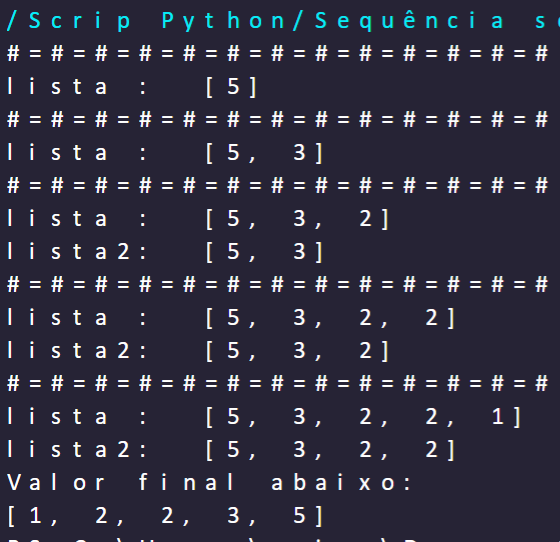 /Scrip Python/Sequência s
#=#=#=#=#=#=#=#=#=#=#=#=#
lista :  [5]
#=#=#=#=#=#=#=#=#=#=#=#=#
lista :  [5, 3]
#=#=#=#=#=#=#=#=#=#=#=#=#
lista :  [5, 3, 2]
lista2:  [5, 3]
#=#=#=#=#=#=#=#=#=#=#=#=#
lista :  [5, 3, 2, 2]
lista2:  [5, 3, 2]
#=#=#=#=#=#=#=#=#=#=#=#=#
lista :  [5, 3, 2, 2, 1]
lista2:  [5, 3, 2, 2]
Valor final abaixo:
[1, 2, 2, 3, 5]